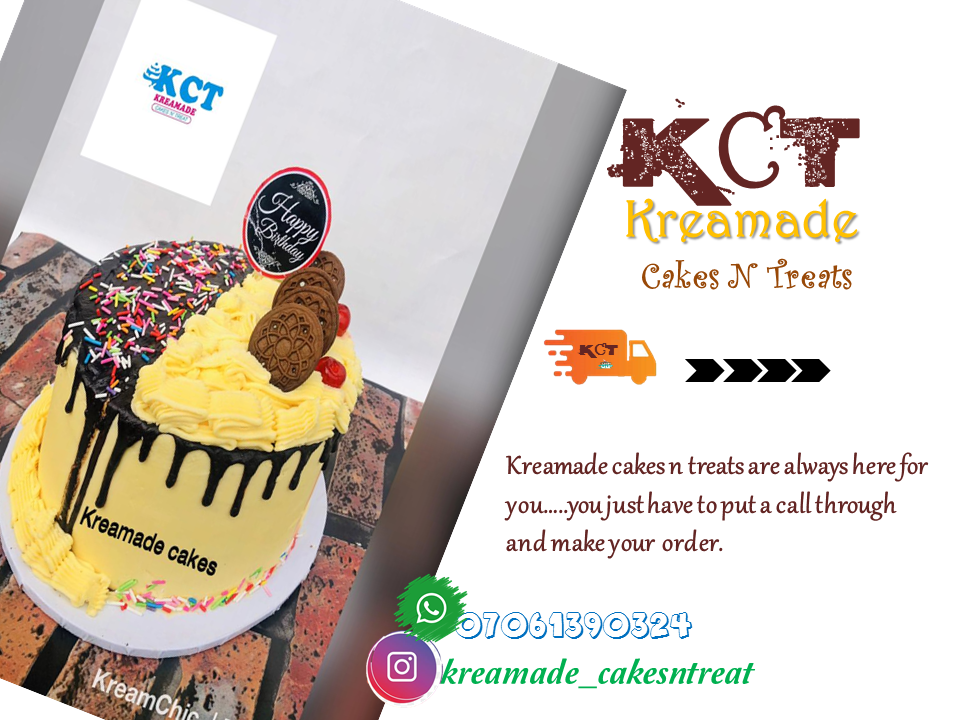 KCT
KREAMADE
CAKES N' TREAT
Happy
Birthday
Kreamade cakes
KCT
Kreamade
Cakes N Treats
KCT
Kreamade cakes n treats are always here for
you.....you just have to put a call through
and make your order.
07061390324
kreamade_cakesntreat